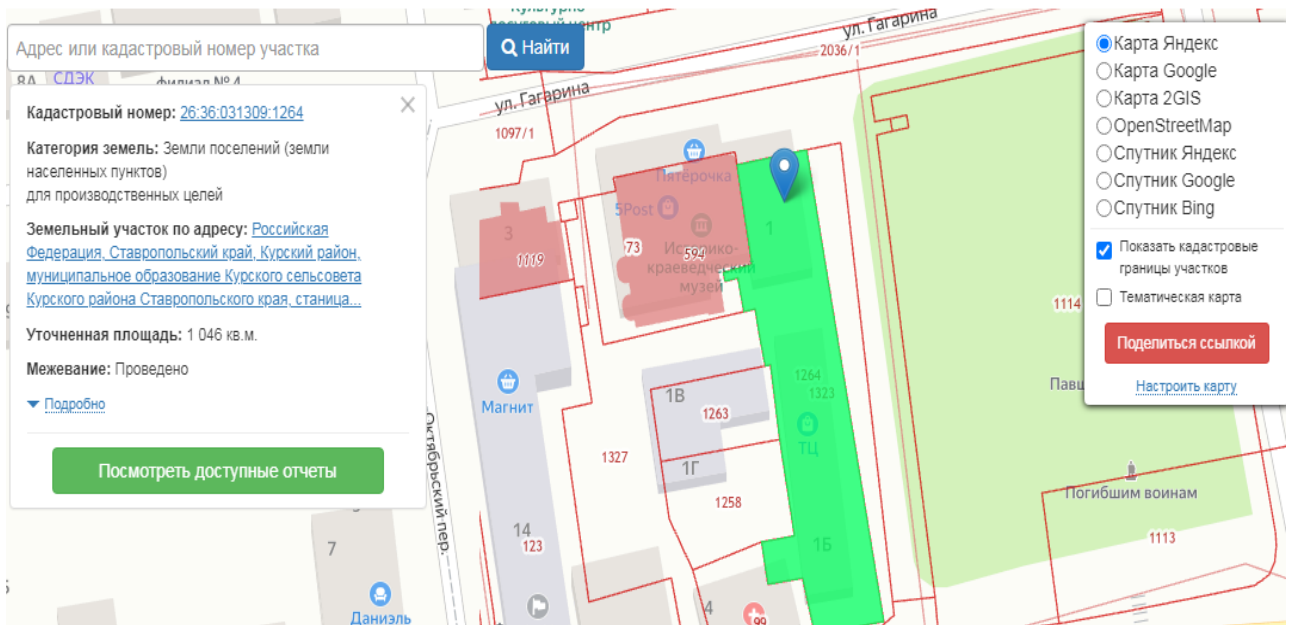 Адрес или кадастровый номер участка
Найти
8А СДЭК
Кадастровый номер: 26:36:031309:1264
Категория земель: Земли поселений (земли
населенных пунктов)
для производственных целей
Земельный участок по адресу: Российская
Федерация, Ставропольский край, Курский район,
муниципальное образование Курского сельсовета
Курского района Ставропольского края, станица...
Уточненная площадь: 1 046 кв.м.
Межевание: Проведено
Подробно
Посмотреть доступные отчеты
ул. Гагарина
2036/1
ул. Гагарина
1097/1
Пятёрочка
5Post
1
3
1119
73
594
Историко-
краеведческий
музей
1114
Магнит
1264
1323
1В
1263
ТЦ
1327
1Г
1258
Октябрьский пер.
Погибшим воинам
14
123
1Б
1113
7
4
99
Даниэль
Карта Яндекс
Карта Google
Карта 2GIS
OpenStreetMap
Спутник Яндекс
Спутник Google
Спутник Bing
Показать кадастровые
границы участков
Тематическая карта
Поделиться ссылкой
Настроить карту